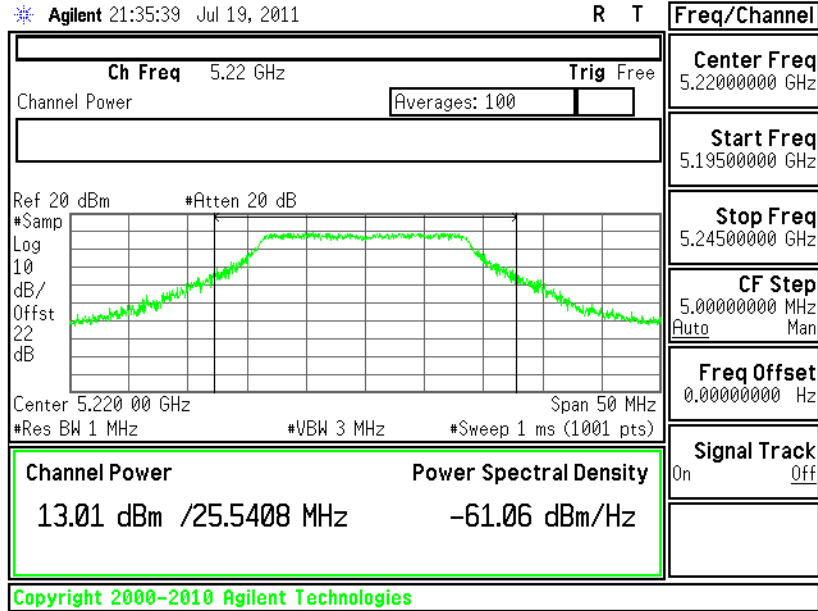 Agilent 21:35:39 Jul 19, 2011 R T
Freq/Channel
Ch Freq 5.22 GHz Trig Free
Channel Power Averages: 100
Ref 20 dBm #Atten 20 dB
#Samp
Log
10
dB/
Offst
22
dB
Center 5.220 00 GHz Span 50 MHz
#Res BW 1 MHz #VBW 3 MHz #Sweep 1 ms (1001 pts)
Channel Power Power Spectral Density
13.01 dBm /25.5408 MHz -61.06 dBm/Hz
Center Freq
5.22000000 GHz
Start Freq
5.19500000 GHz
Stop Freq
5.24500000 GHz
CF Step
5.00000000 MHz
Auto Man
Freq Offset
0.00000000 Hz
Signal Track
On Off
Copyright 2000-2010 Agilent Technologies